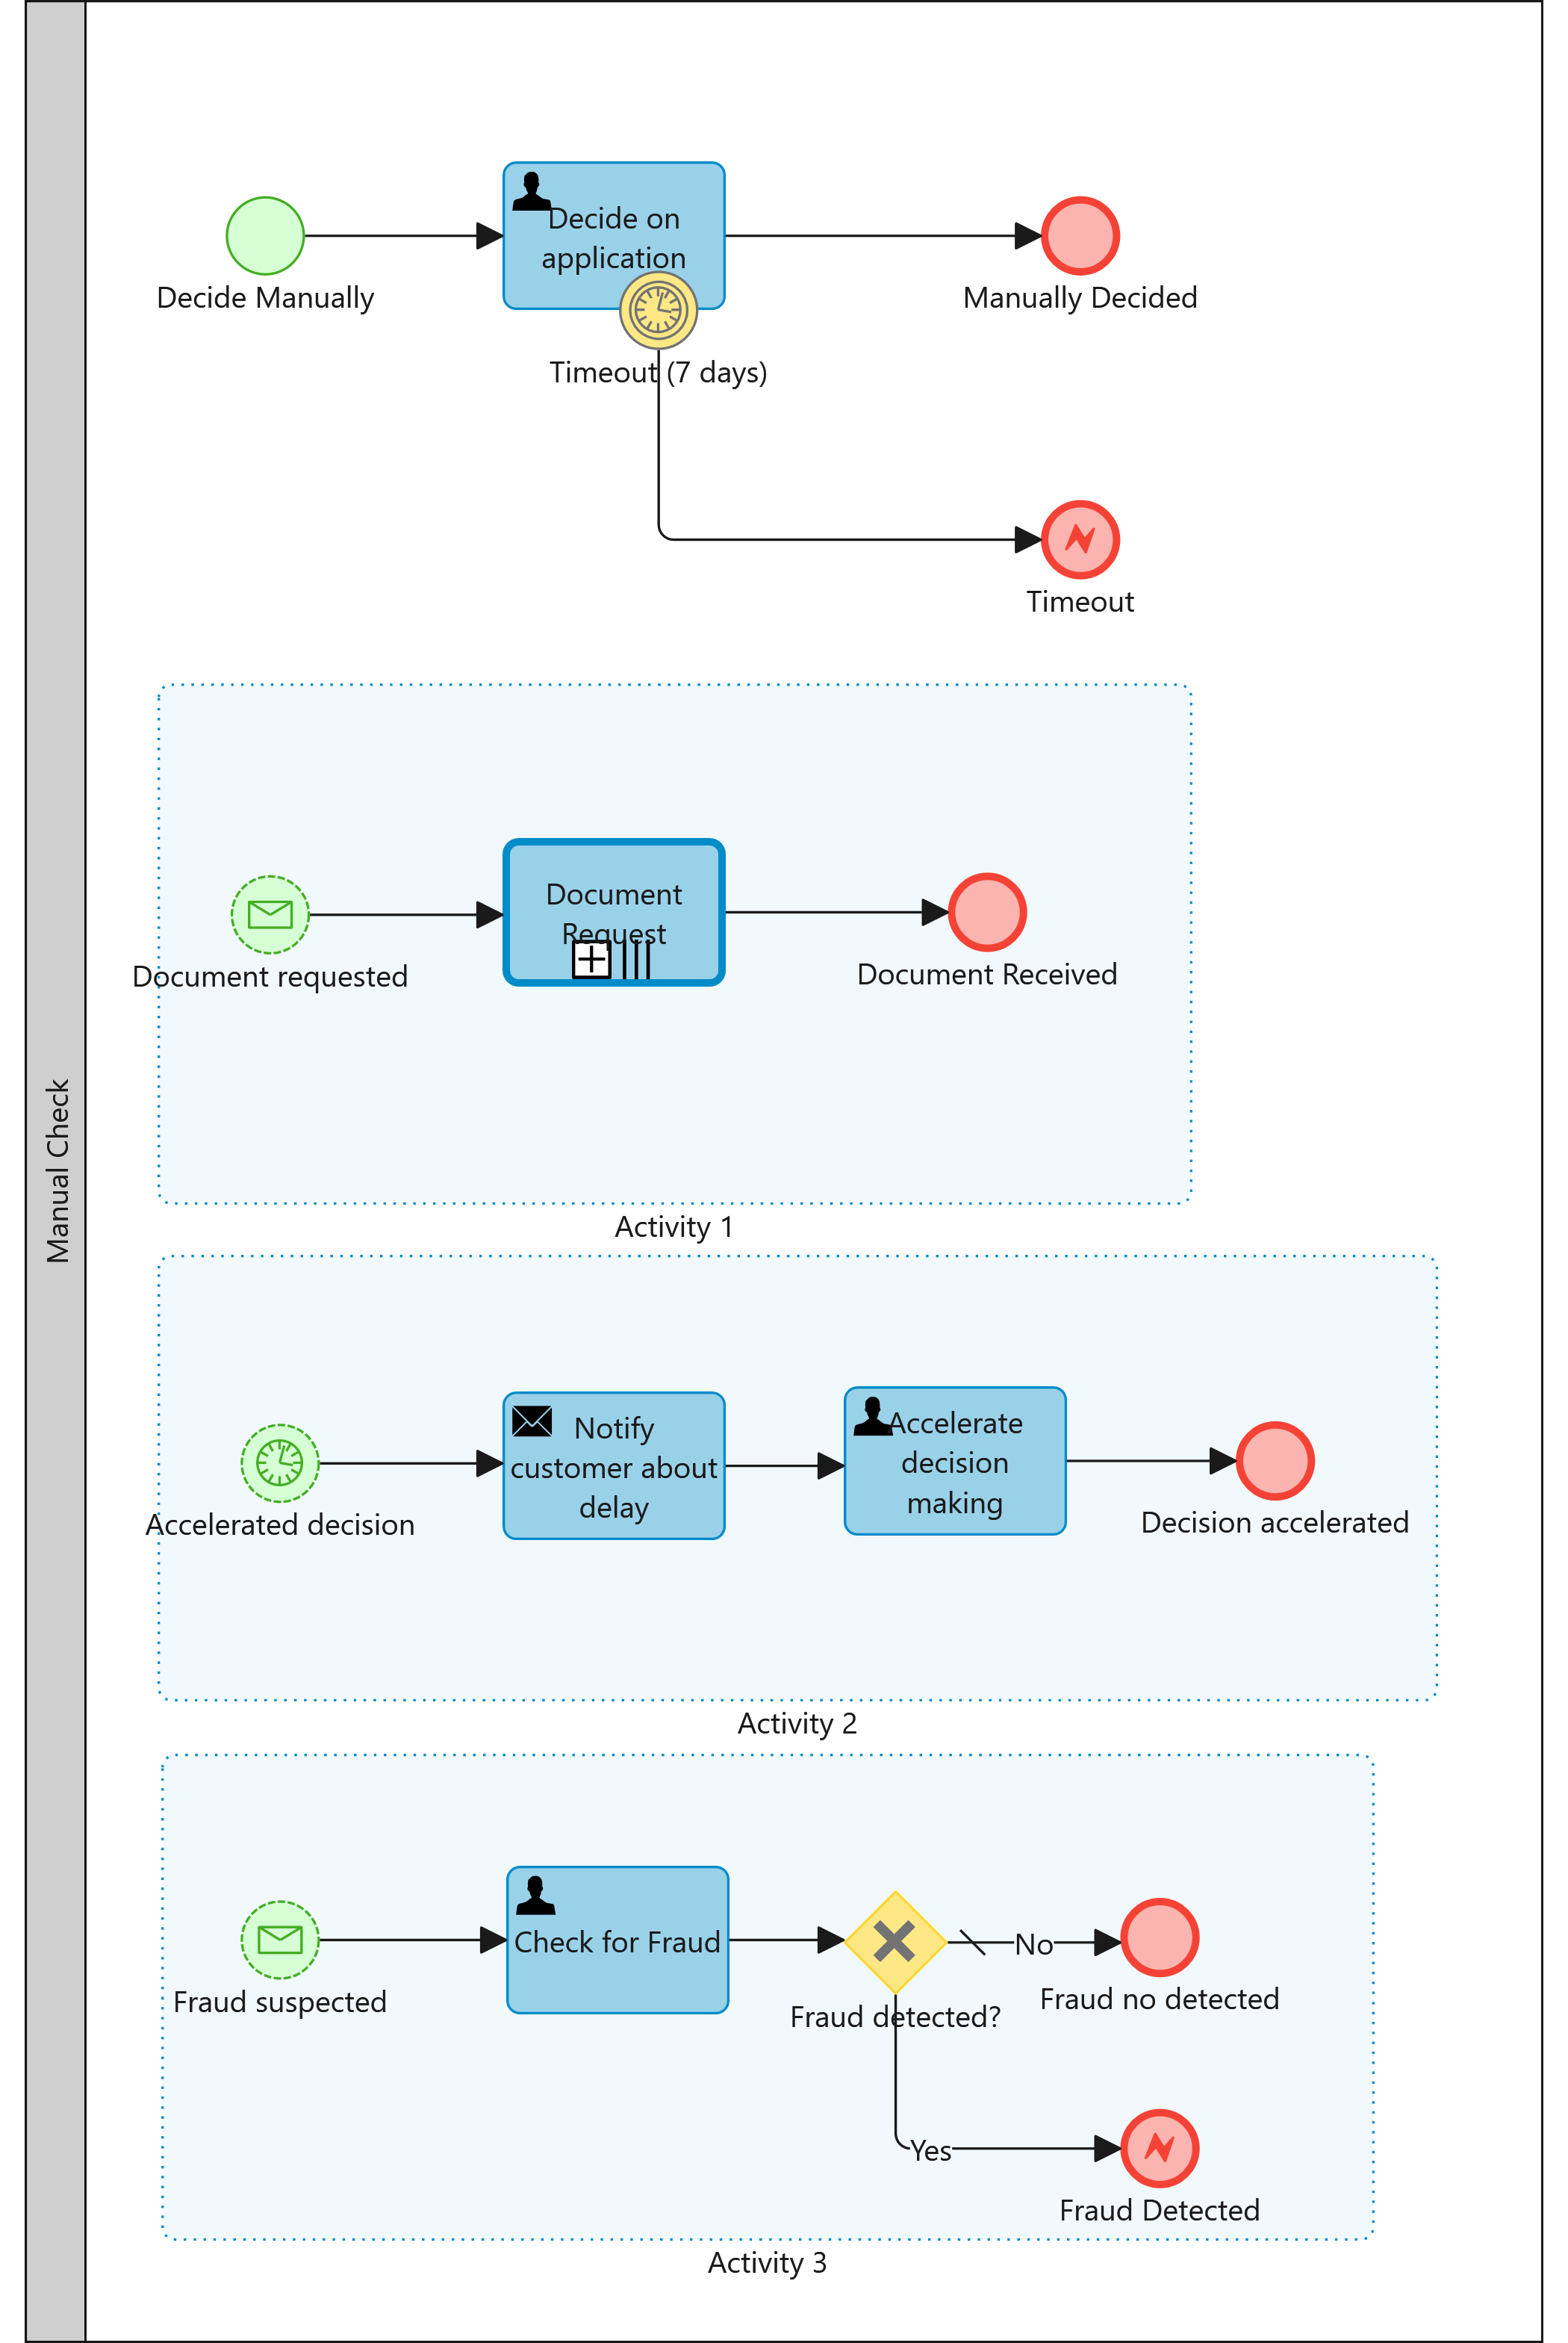 Manual Check
Decide Manually
Decide on
application
Manually Decided
Timeout (7 days)
Timeout
Document requested
Document
Request
Document Received
Activity 1
Accelerated decision
Notify
customer about
delay
Accelerate
decision
making
Decision accelerated
Activity 2
Fraud suspected
Check for Fraud
Fraud detected?
No
Fraud no detected
Yes
Fraud Detected
Activity 3